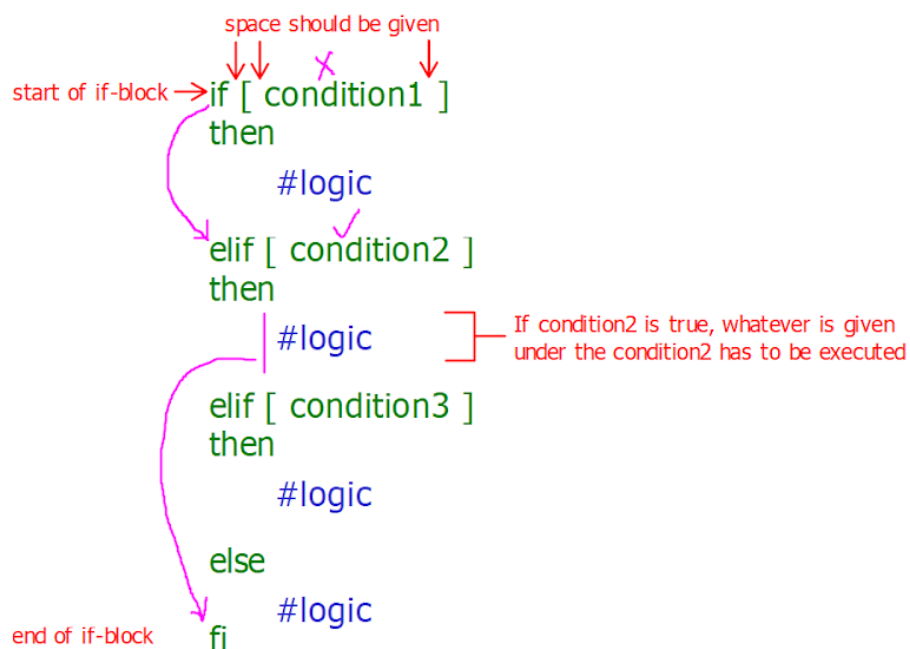 space should be given
start of if-block if [ condition1 ]
then
#logic
elif [ condition2 ]
then
#logic
If condition2 is true, whatever is given
under the condition2 has to be executed
elif [ condition3 ]
then
#logic
else
#logic
end of if-block fi